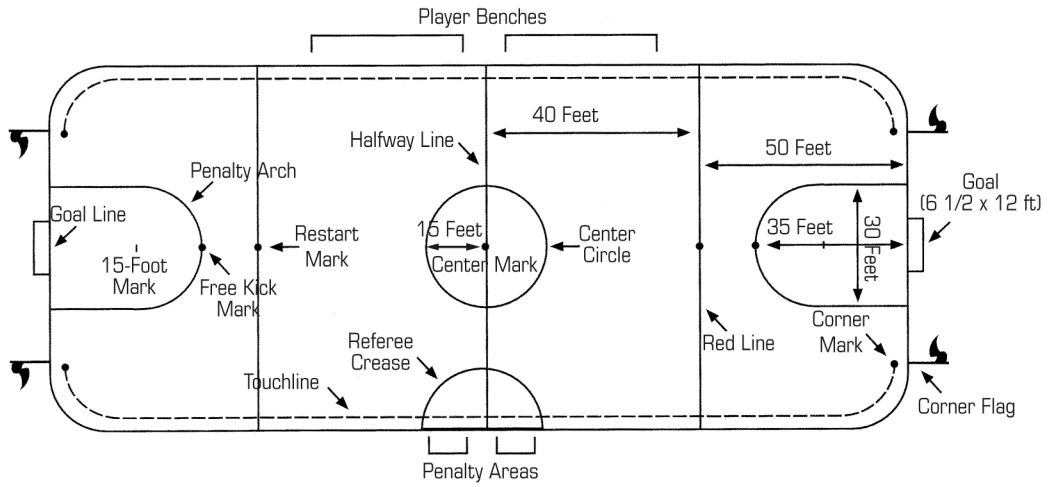 Player Benches
40 Feet
Halfway Line
50 Feet
Penalty Arch
Goal
(6 1/2 x 12 ft)
Goal Line
15 Feet
35 Feet
30 Feet
Restart
Mark
Center
Circle
15-Foot
Mark
Center Mark
Free Kick
Mark
Corner
Mark
Referee
Crease
Red Line
Touchline
Corner Flag
Penalty Areas